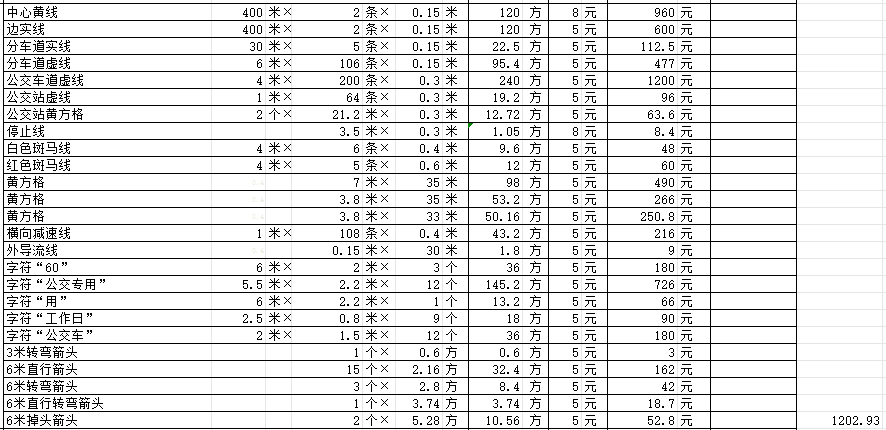 中心黄线 400 米× 2 条× 0.15 米 120 方 8 元 960 元
边实线 400 米× 2 条× 0.15 米 120 方 5 元 600 元
分车道实线 30 米× 5 条× 0.15 米 22.5 方 5 元 112.5 元
分车道虚线 6 米× 106 条× 0.15 米 95.4 方 5 元 477 元
公交车道虚线 4 米× 200 条× 0.3 米 240 方 5 元 1200 元
公交站虚线 1 米× 64 条× 0.3 米 19.2 方 5 元 96 元
公交站黄方格 2 个× 21.2 米× 0.3 米 12.72 方 5 元 63.6 元
停止线 3.5 米× 0.3 米 1.05 方 8 元 8.4 元
白色斑马线 4 米× 6 条× 0.4 米 9.6 方 5 元 48 元
红色斑马线 4 米× 5 条× 0.6 米 12 方 5 元 60 元
黄方格 7 米× 35 米 98 方 5 元 490 元
黄方格 3.8 米× 35 米 53.2 方 5 元 266 元
黄方格 3.8 米× 33 米 50.16 方 5 元 250.8 元
横向减速线 1 米× 108 条× 0.4 米 43.2 方 5 元 216 元
外导流线 0.15 米× 30 米 1.8 方 5 元 9 元
字符“60” 6 米× 2 米× 3 个 36 方 5 元 180 元
字符“公交专用” 5.5 米× 2.2 米× 12 个 145.2 方 5 元 726 元
字符“用” 6 米× 2.2 米× 1 个 13.2 方 5 元 66 元
字符“工作日” 2.5 米× 0.8 米× 9 个 18 方 5 元 90 元
字符“公交车” 2 米× 1.5 米× 12 个 36 方 5 元 180 元
3米转弯箭头 1 个× 0.6 方 0.6 方 5 元 3 元
6米直行箭头 15 个× 2.16 方 32.4 方 5 元 162 元
6米转弯箭头 3 个× 2.8 方 8.4 方 5 元 42 元
6米直行转弯箭头 1 个× 3.74 方 3.74 方 5 元 18.7 元
6米掉头箭头 2 个× 5.28 方 10.56 方 5 元 52.8 元 1202.93